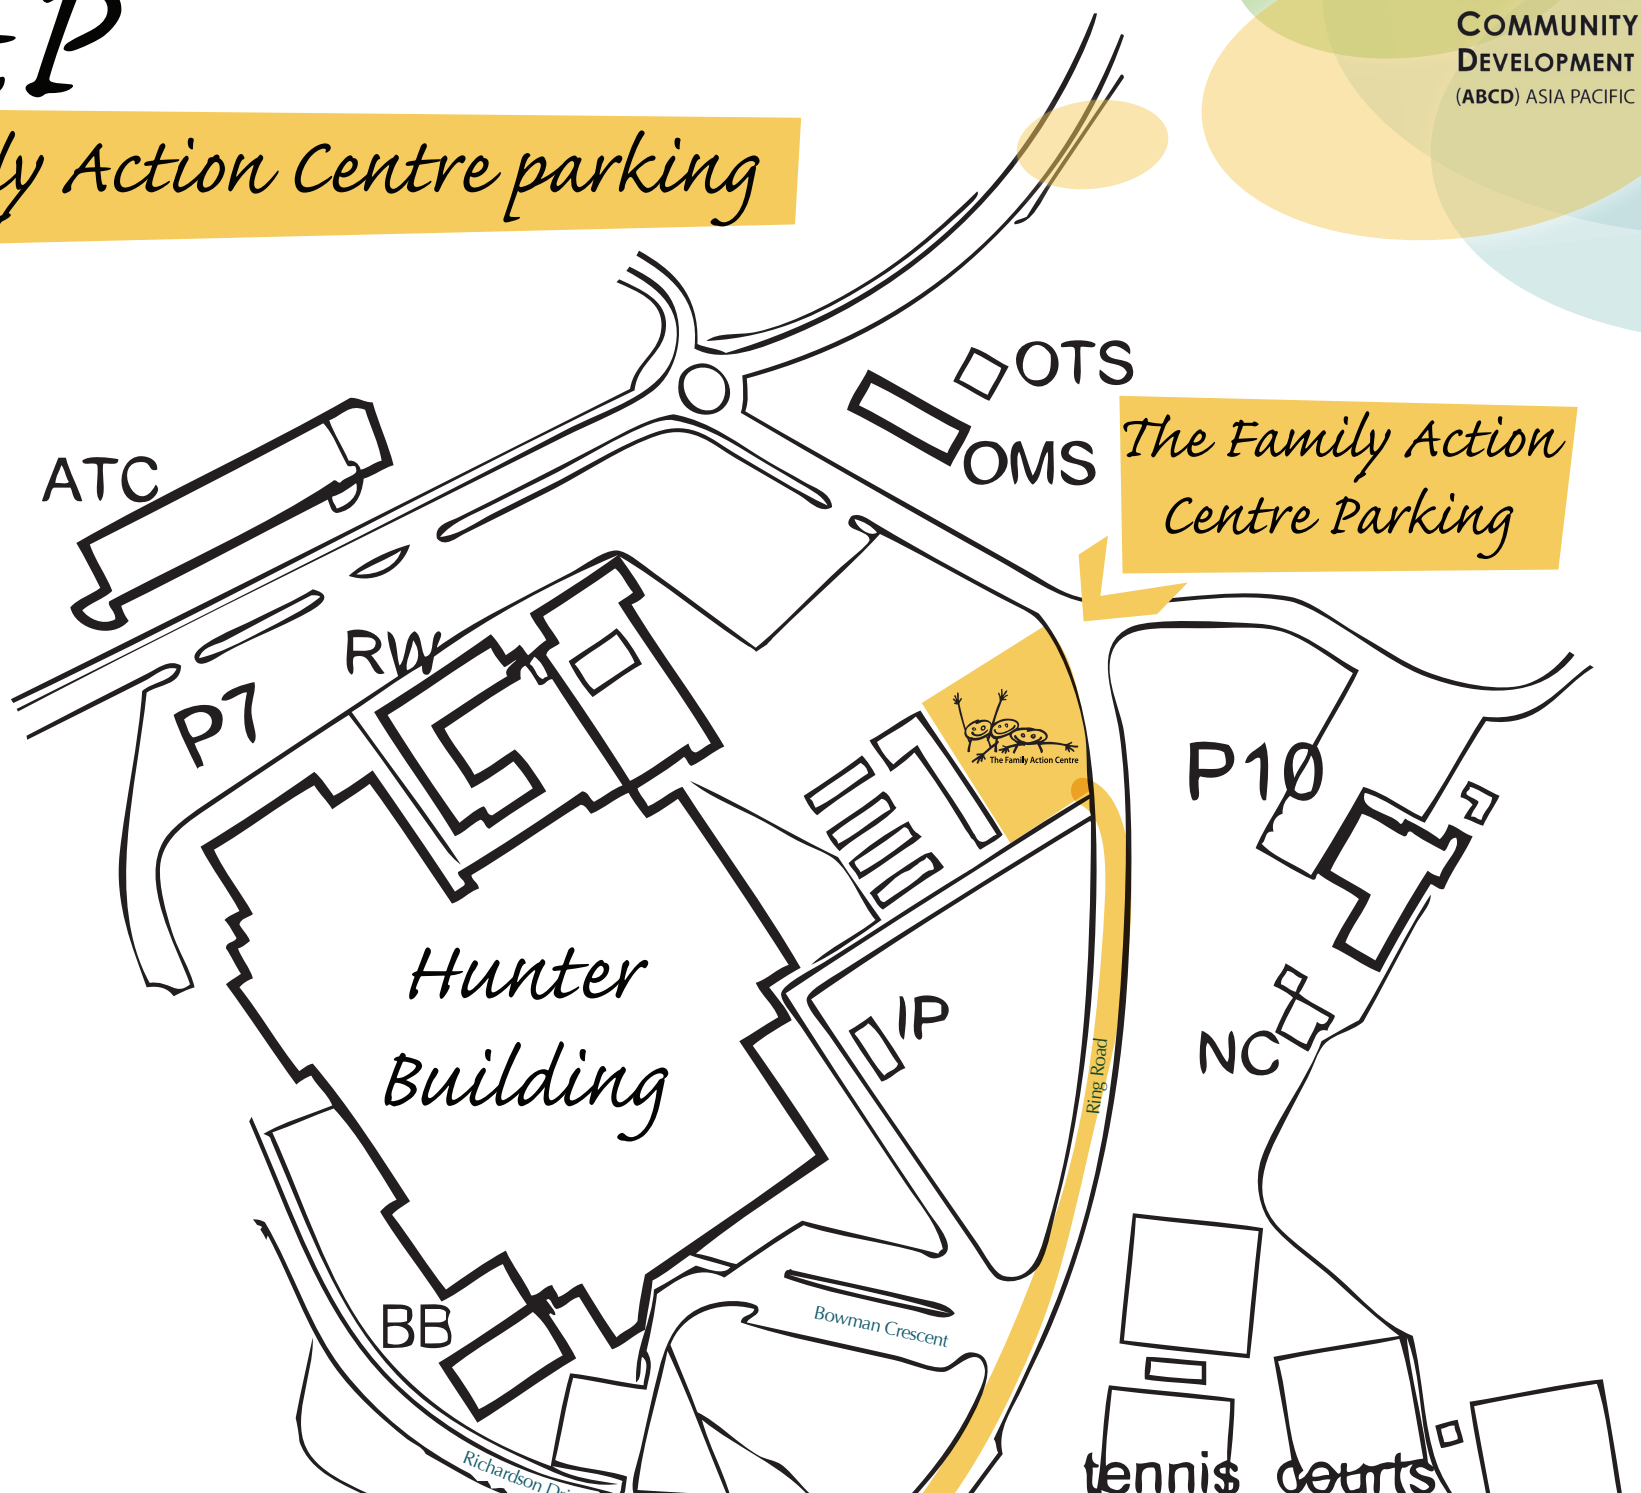 COMMUNITY
DEVELOPMENT
(ABCD) ASIA PACIFIC
Action Centre parking
OTS
OMS
The Family Action
Centre Parking
ATC
RW
P7
The Family Action Centre
P10
Hunter
Building
IP
NC
Ring Road
BB
Bowman Crescent
Richardson
tennis courts